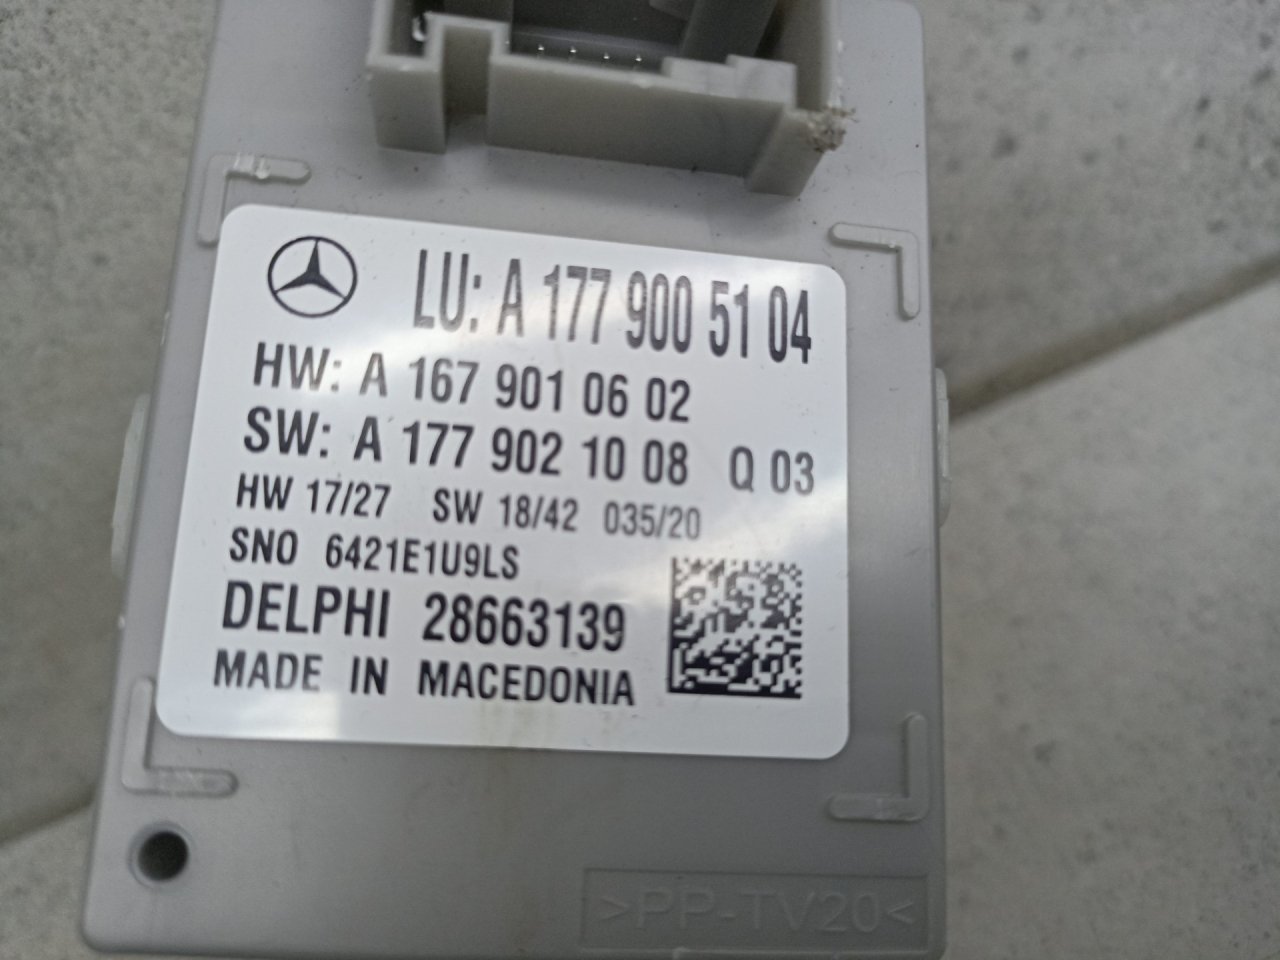 LU: A 177 900 51 04
HW: A 167 901 06 02
SW: A 177 902 10 08 Q 03
HW 17/27 SW 18/42 035/20
SNO 6421E1U9LS
DELPHI 28663139
MADE IN MACEDONIA
>PP-TV20<